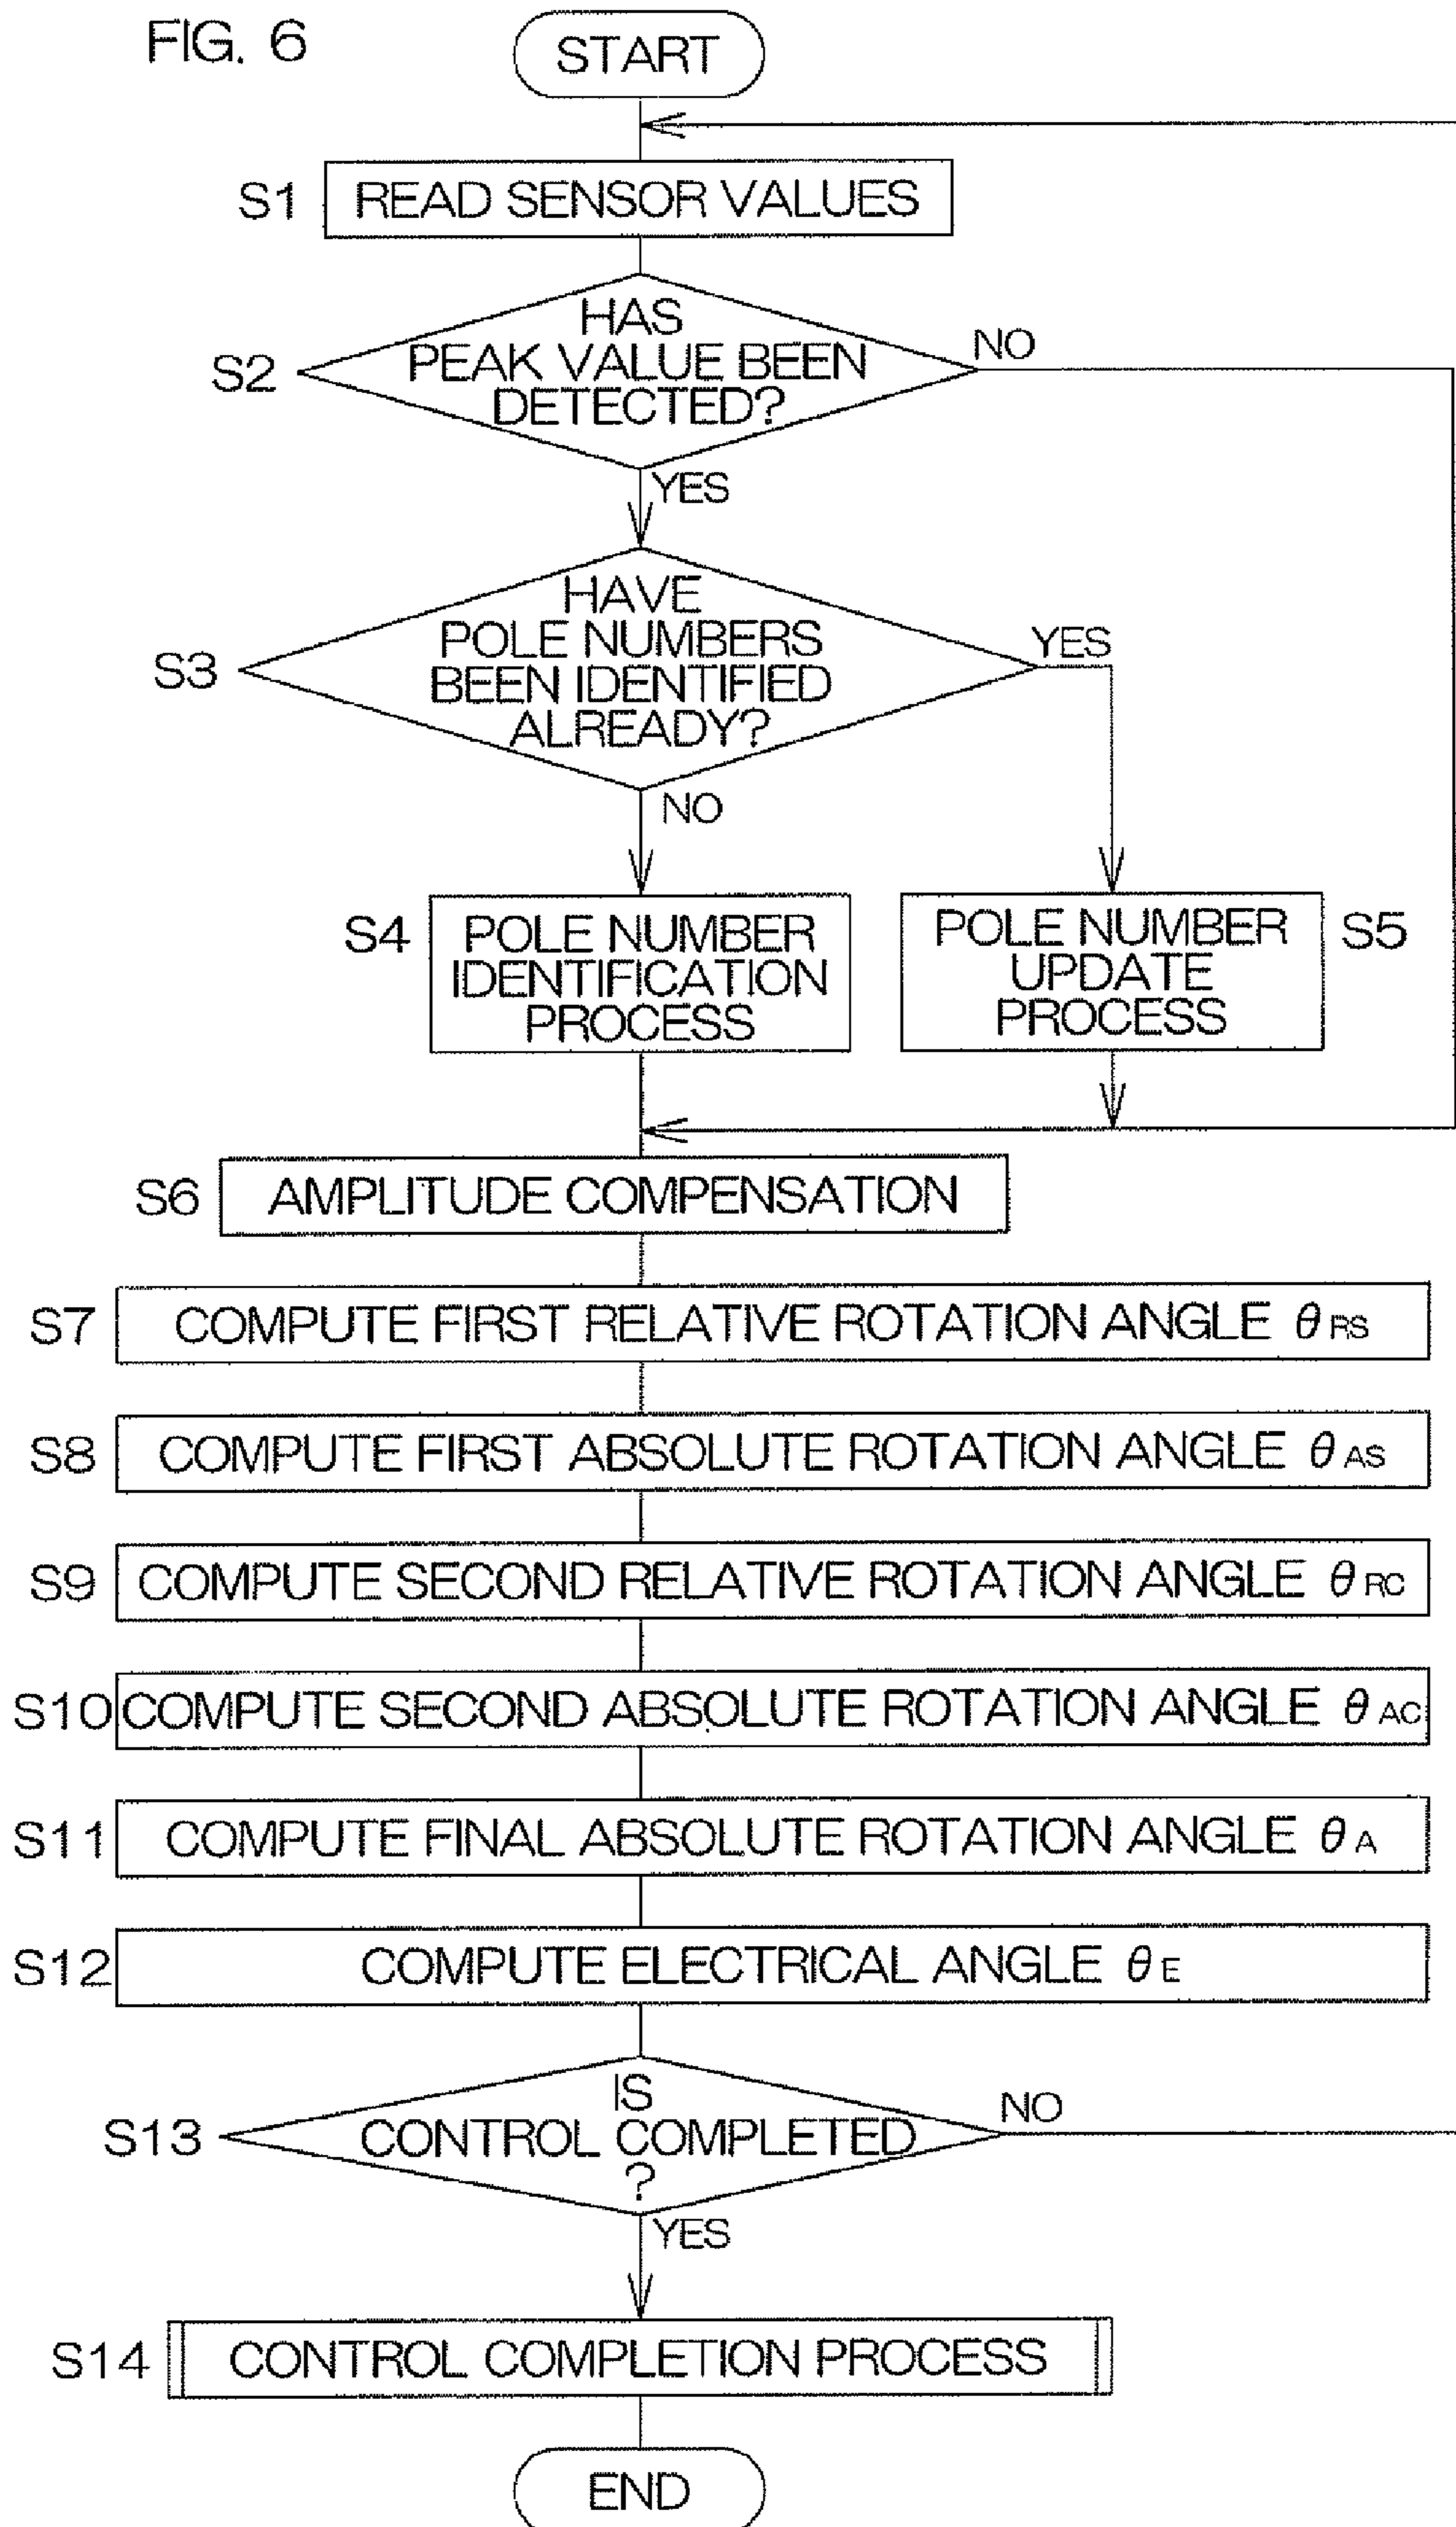 FIG. 6
START
S1
READ SENSOR VALUES
S2
HAS
PEAK VALUE BEEN
DETECTED?
NO
YES
S3
HAVE
POLE NUMBERS
BEEN IDENTIFIED
ALREADY?
YES
NO
S4
POLE NUMBER
IDENTIFICATION
PROCESS
POLE NUMBER
UPDATE
PROCESS
S5
S6
AMPLITUDE COMPENSATION
S7
COMPUTE FIRST RELATIVE ROTATION ANGLE θRS
S8
COMPUTE FIRST ABSOLUTE ROTATION ANGLE θAS
S9
COMPUTE SECOND RELATIVE ROTATION ANGLE θRC
S10
COMPUTE SECOND ABSOLUTE ROTATION ANGLE θAC
S11
COMPUTE FINAL ABSOLUTE ROTATION ANGLE θA
S12
COMPUTE ELECTRICAL ANGLE θE
S13
IS
CONTROL COMPLETED
?
NO
YES
S14
CONTROL COMPLETION PROCESS
END